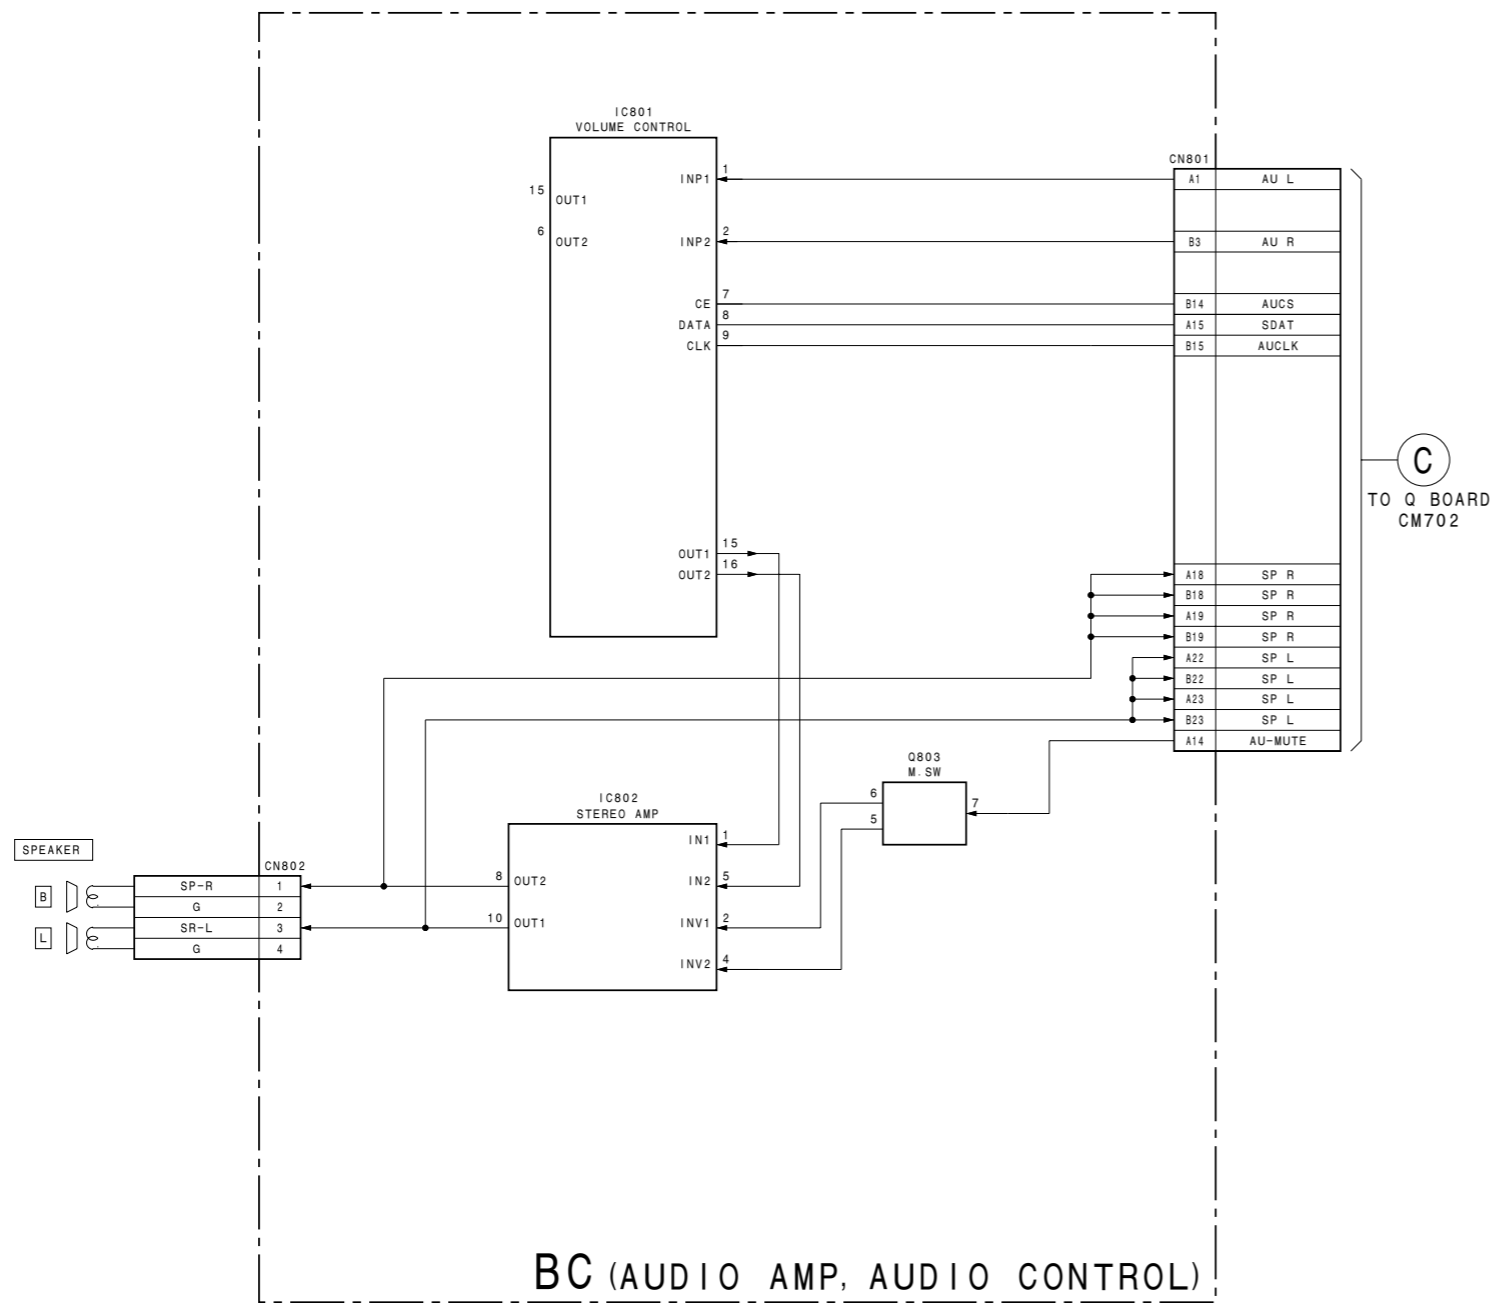 IC801
VOLUME CONTROL
CN801
INP1 1
A1 AU L
15 OUT1
6 OUT2
INP2 2
B3 AU R
CE 7
B14 AUCS
DATA 8
A15 SDAT
CLK 9
B15 AUCLK
C
TO Q BOARD
CM702
OUT1 15
OUT2 16
A18 SP R
B18 SP R
A19 SP R
B19 SP R
A22 SP L
B22 SP L
A23 SP L
B23 SP L
A14 AU-MUTE
Q803
M.SW
6
5
7
IC802
STEREO AMP
IN1 1
IN2 5
INV1 2
INV2 4
8 OUT2
10 OUT1
SPEAKER
CN802
B
SP-R 1
G 2
L
SR-L 3
G 4
BC (AUDIO AMP, AUDIO CONTROL)